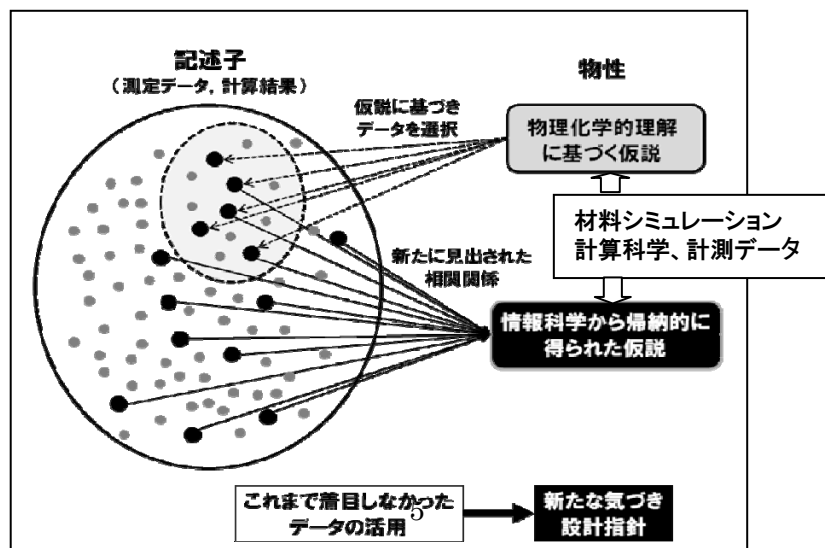 記述子
(測定データ，計算結果)
物性
仮説に基づき
データを選択
物理化学的理解
に基づく仮説
材料シミュレーション
計算科学、計測データ
新たに見出された
相関関係
情報科学から帰納的に
得られた仮説
これまで着目しなかった
データの活用
5
新たな気づき
設計指針